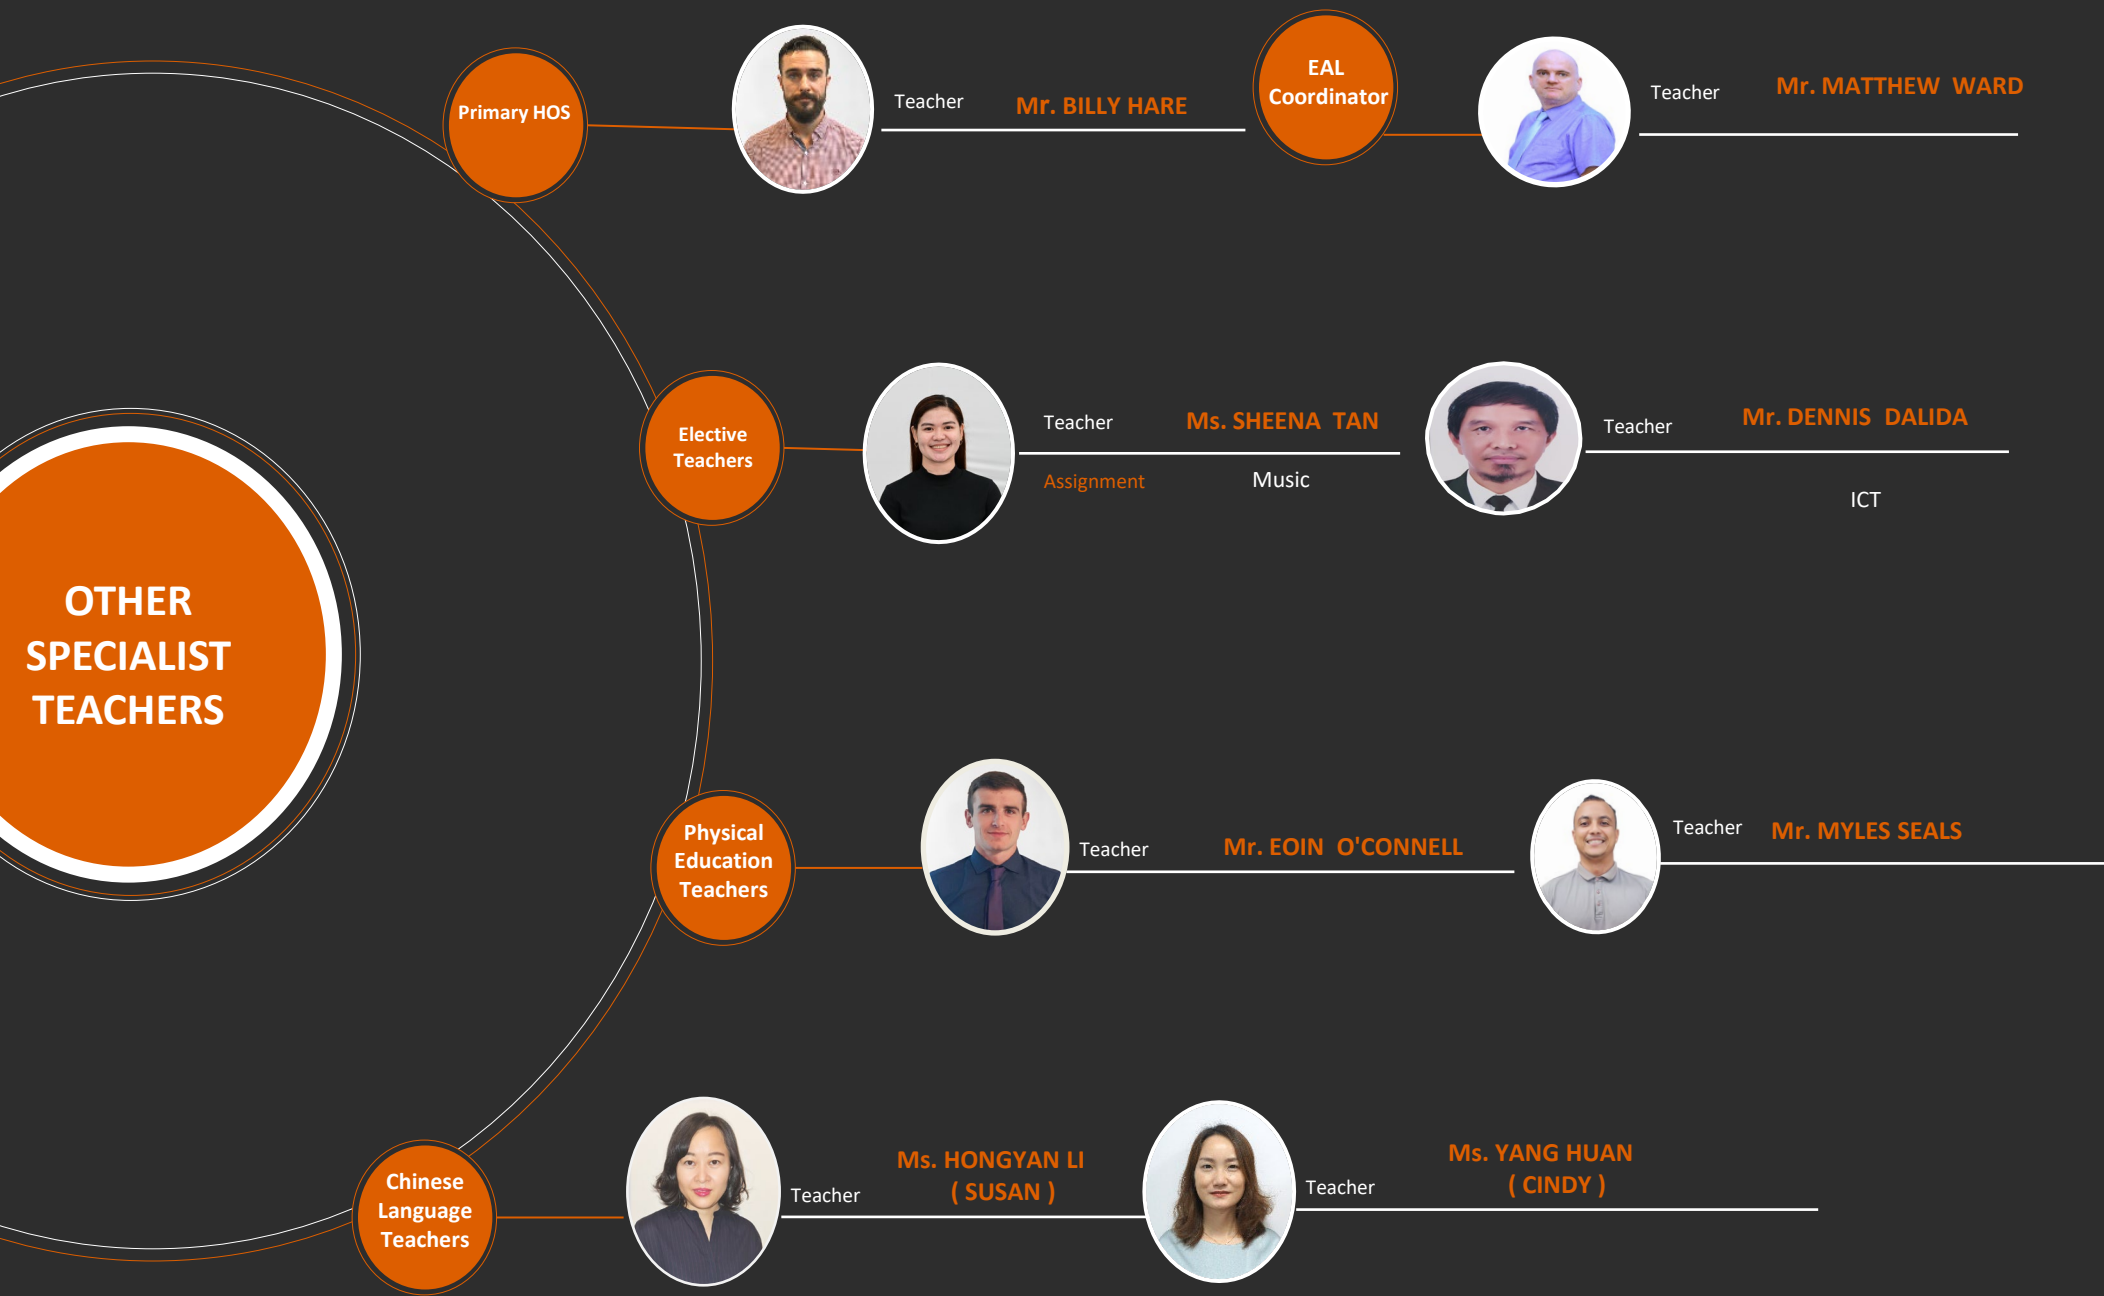 Primary HOS
Teacher Mr. BILLY HARE
EAL
Coordinator
Teacher Mr. MATTHEW WARD
Elective
Teachers
Teacher Ms. SHEENA TAN
Assignment Music
Teacher Mr. DENNIS DALIDA
ICT
OTHER
SPECIALIST
TEACHERS
Physical
Education
Teachers
Teacher Mr. EOIN O'CONNELL
Teacher Mr. MYLES SEALS
Chinese
Language
Teachers
Teacher Ms. HONGYAN LI
( SUSAN )
Teacher Ms. YANG HUAN
( CINDY )